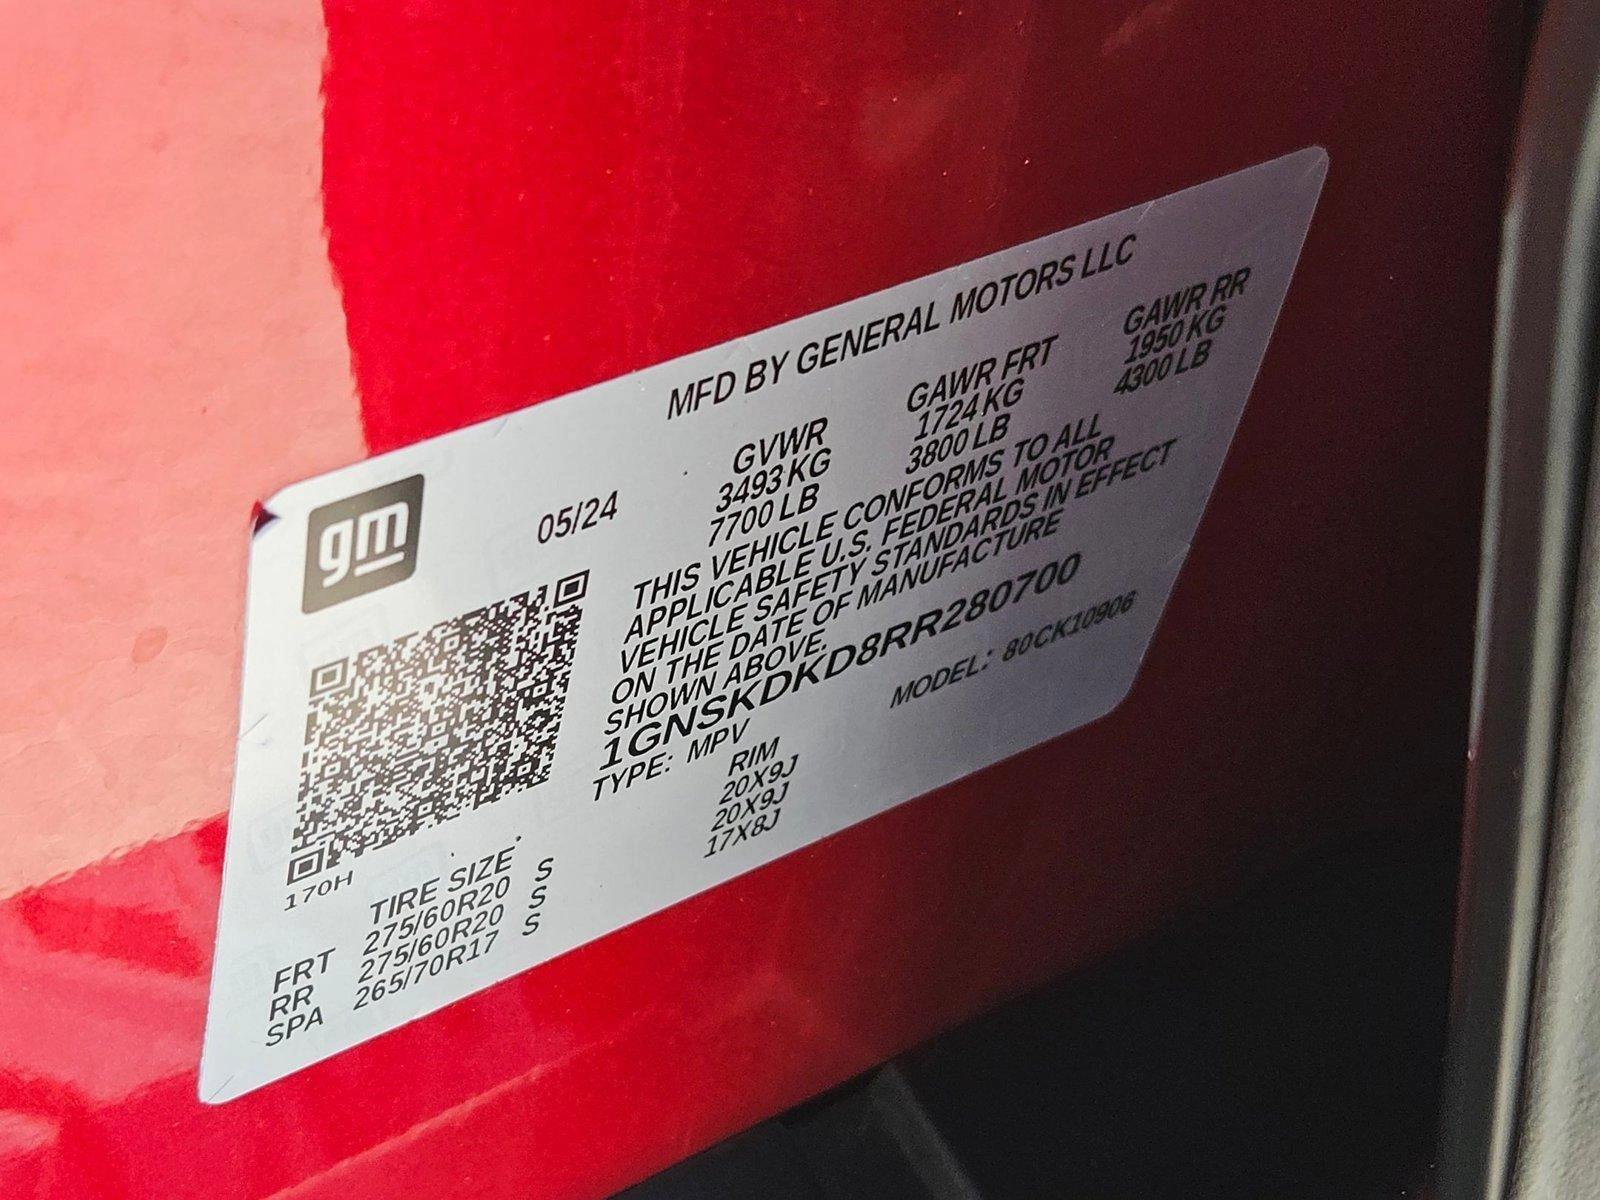 MFD BY GENERAL MOTORS LLC
gm
05/24
GVWR GAWR FRT GAWR RR
3493 KG 1724 KG 1950 KG
7700 LB 3800 LB 4300 LB
THIS VEHICLE CONFORMS TO ALL
APPLICABLE U.S. FEDERAL MOTOR
VEHICLE SAFETY STANDARDS IN EFFECT
ON THE DATE OF MANUFACTURE
SHOWN ABOVE.
1GNSKDKD8RR280700
TYPE: MPV MODEL: 80CK10906
170H
TIRE SIZE RIM
FRT 275/60R20 S 20X9J
RR 275/60R20 S 20X9J
SPA 265/70R17 S 17X8J